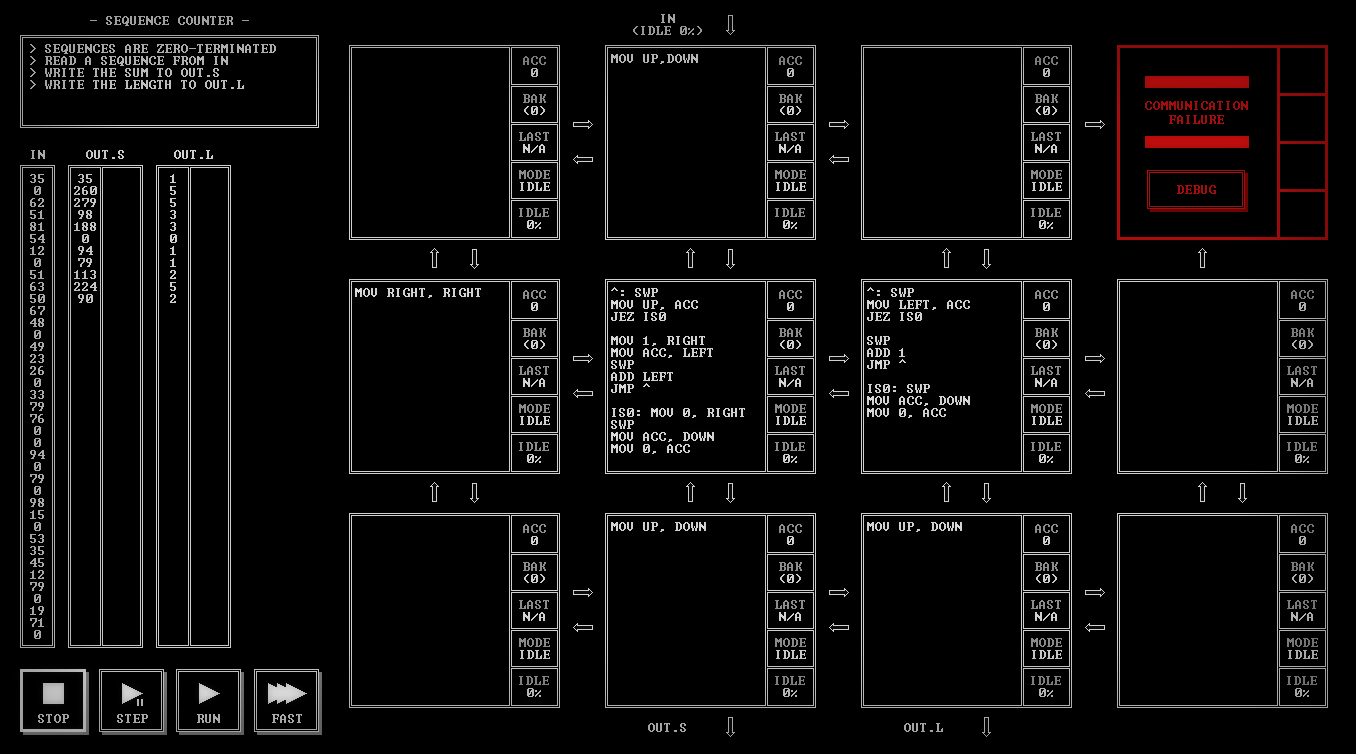 - SEQUENCE COUNTER -
> SEQUENCES ARE ZERO-TERMINATED
> READ A SEQUENCE FROM IN
> WRITE THE SUM TO OUT.S
> WRITE THE LENGTH TO OUT.L
IN OUT.S OUT.L
35 35 1
0 260 5
62 279 5
51 98 3
81 188 3
54 0 0
12 94 1
0 79 1
51 113 2
63 224 5
50 90 2
67
48
0
49
23
26
0
33
79
76
0
0
94
0
79
0
98
15
0
53
35
45
12
79
0
19
71
0
STOP STEP RUN FAST
IN
(IDLE 0%)
ACC
0
BAK
(0)
LAST
N/A
MODE
IDLE
IDLE
0%
MOV UP,DOWN
ACC
0
BAK
(0)
LAST
N/A
MODE
IDLE
IDLE
0%
ACC
0
BAK
(0)
LAST
N/A
MODE
IDLE
IDLE
0%
COMMUNICATION
FAILURE
DEBUG
MOV RIGHT, RIGHT
ACC
0
BAK
(0)
LAST
N/A
MODE
IDLE
IDLE
0%
^: SWP
MOV UP, ACC
JEZ IS0
MOV 1, RIGHT
MOV ACC, LEFT
SWP
ADD LEFT
JMP ^
IS0: MOV 0, RIGHT
SWP
MOV ACC, DOWN
MOV 0, ACC
ACC
0
BAK
(0)
LAST
N/A
MODE
IDLE
IDLE
0%
^: SWP
MOV LEFT, ACC
JEZ IS0
SWP
ADD 1
JMP ^
IS0: SWP
MOV ACC, DOWN
MOV 0, ACC
ACC
0
BAK
(0)
LAST
N/A
MODE
IDLE
IDLE
0%
ACC
0
BAK
(0)
LAST
N/A
MODE
IDLE
IDLE
0%
ACC
0
BAK
(0)
LAST
N/A
MODE
IDLE
IDLE
0%
MOV UP, DOWN
ACC
0
BAK
(0)
LAST
N/A
MODE
IDLE
IDLE
0%
MOV UP, DOWN
ACC
0
BAK
(0)
LAST
N/A
MODE
IDLE
IDLE
0%
ACC
0
BAK
(0)
LAST
N/A
MODE
IDLE
IDLE
0%
OUT.S OUT.L